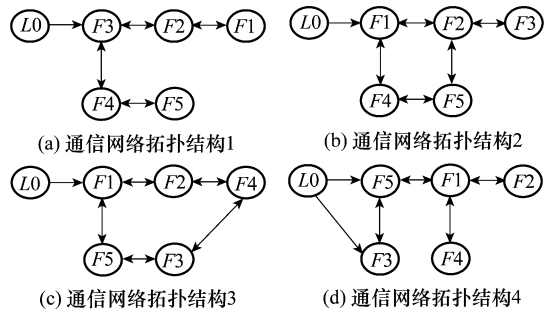 L0 F3 F2 F1
F4 F5
(a) 通信网络拓扑结构1
L0 F1 F2 F3
F4 F5
(b) 通信网络拓扑结构2
L0 F1 F2 F4
F5 F3
(c) 通信网络拓扑结构3
L0 F5 F1 F2
F3 F4
(d) 通信网络拓扑结构4